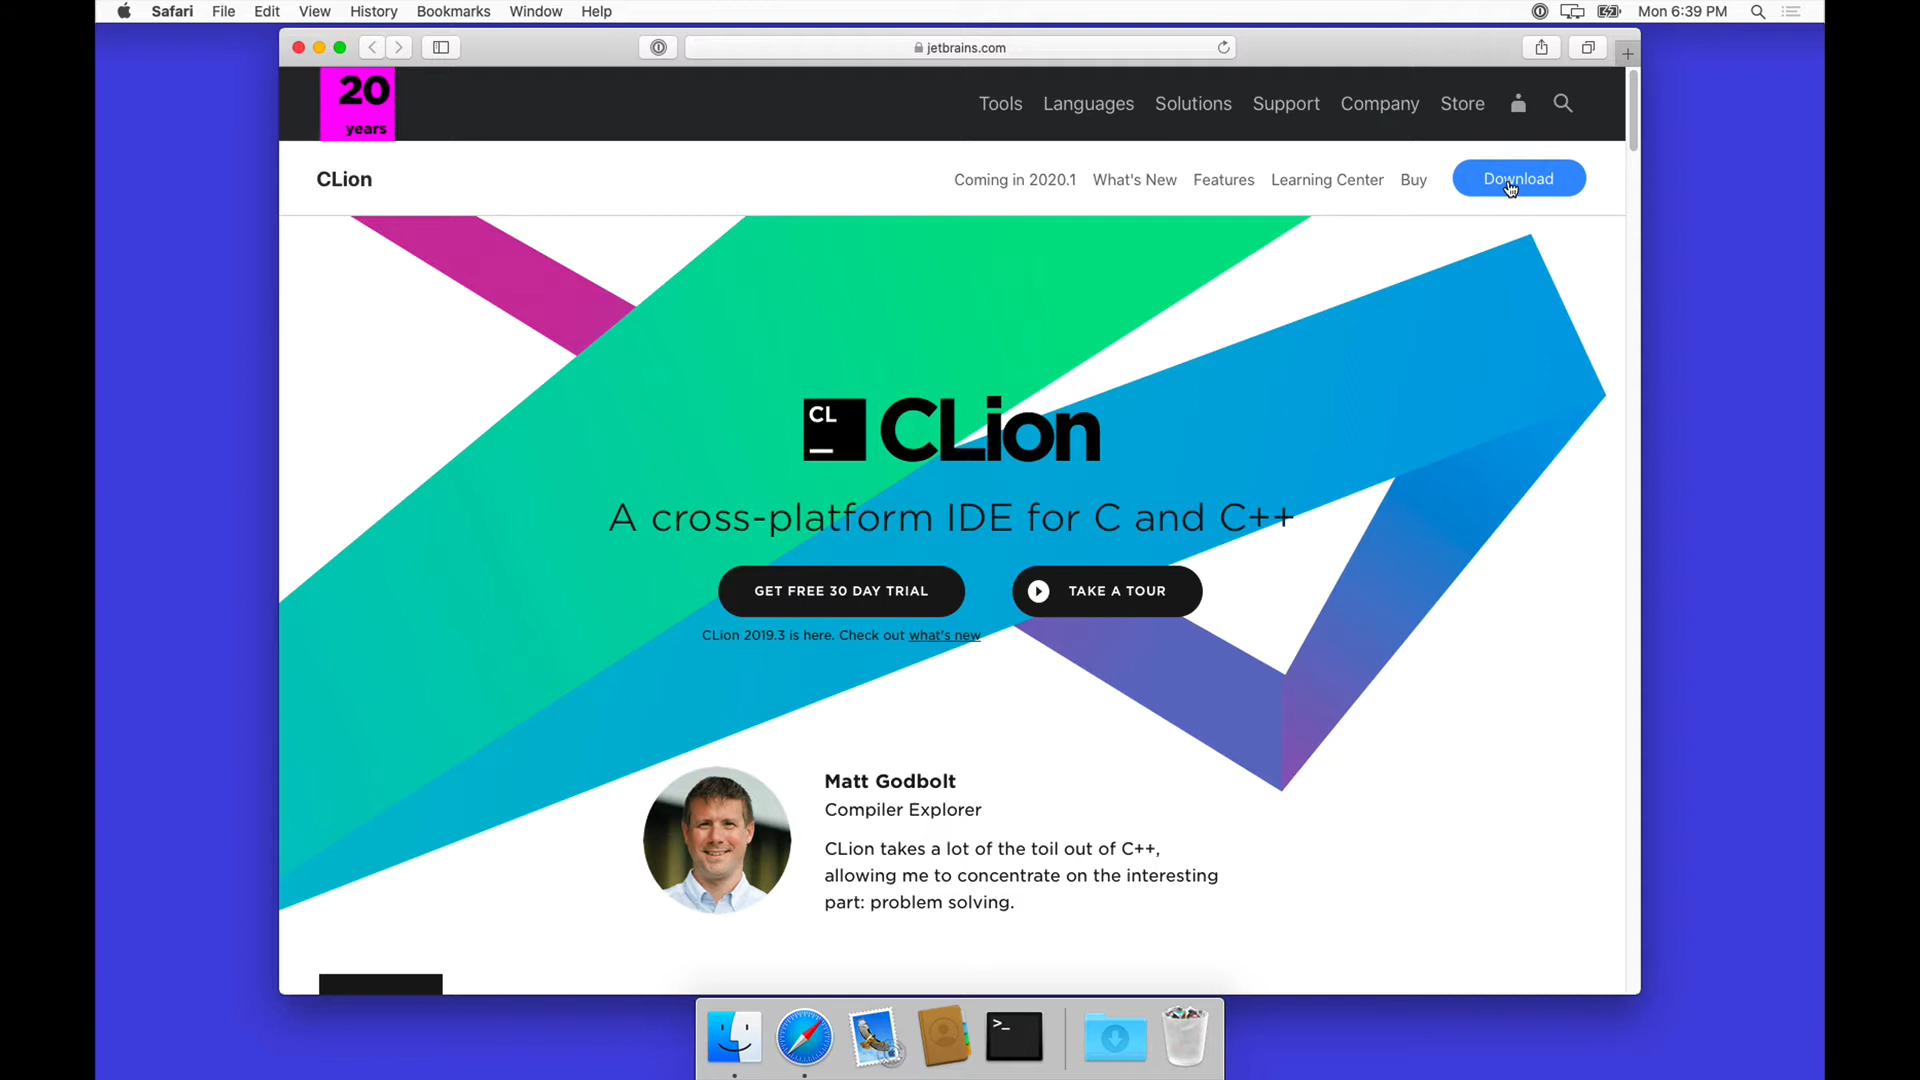 Safari File Edit View History Bookmarks Window Help Mon 6:39 PM
jetbrains.com
20
years
Tools Languages Solutions Support Company Store
CLion Coming in 2020.1 What's New Features Learning Center Buy Download
CL
CLion
A cross-platform IDE for C and C++
GET FREE 30 DAY TRIAL TAKE A TOUR
CLion 2019.3 is here. Check out what's new
Matt Godbolt
Compiler Explorer
CLion takes a lot of the toil out of C++,
allowing me to concentrate on the interesting
part: problem solving.